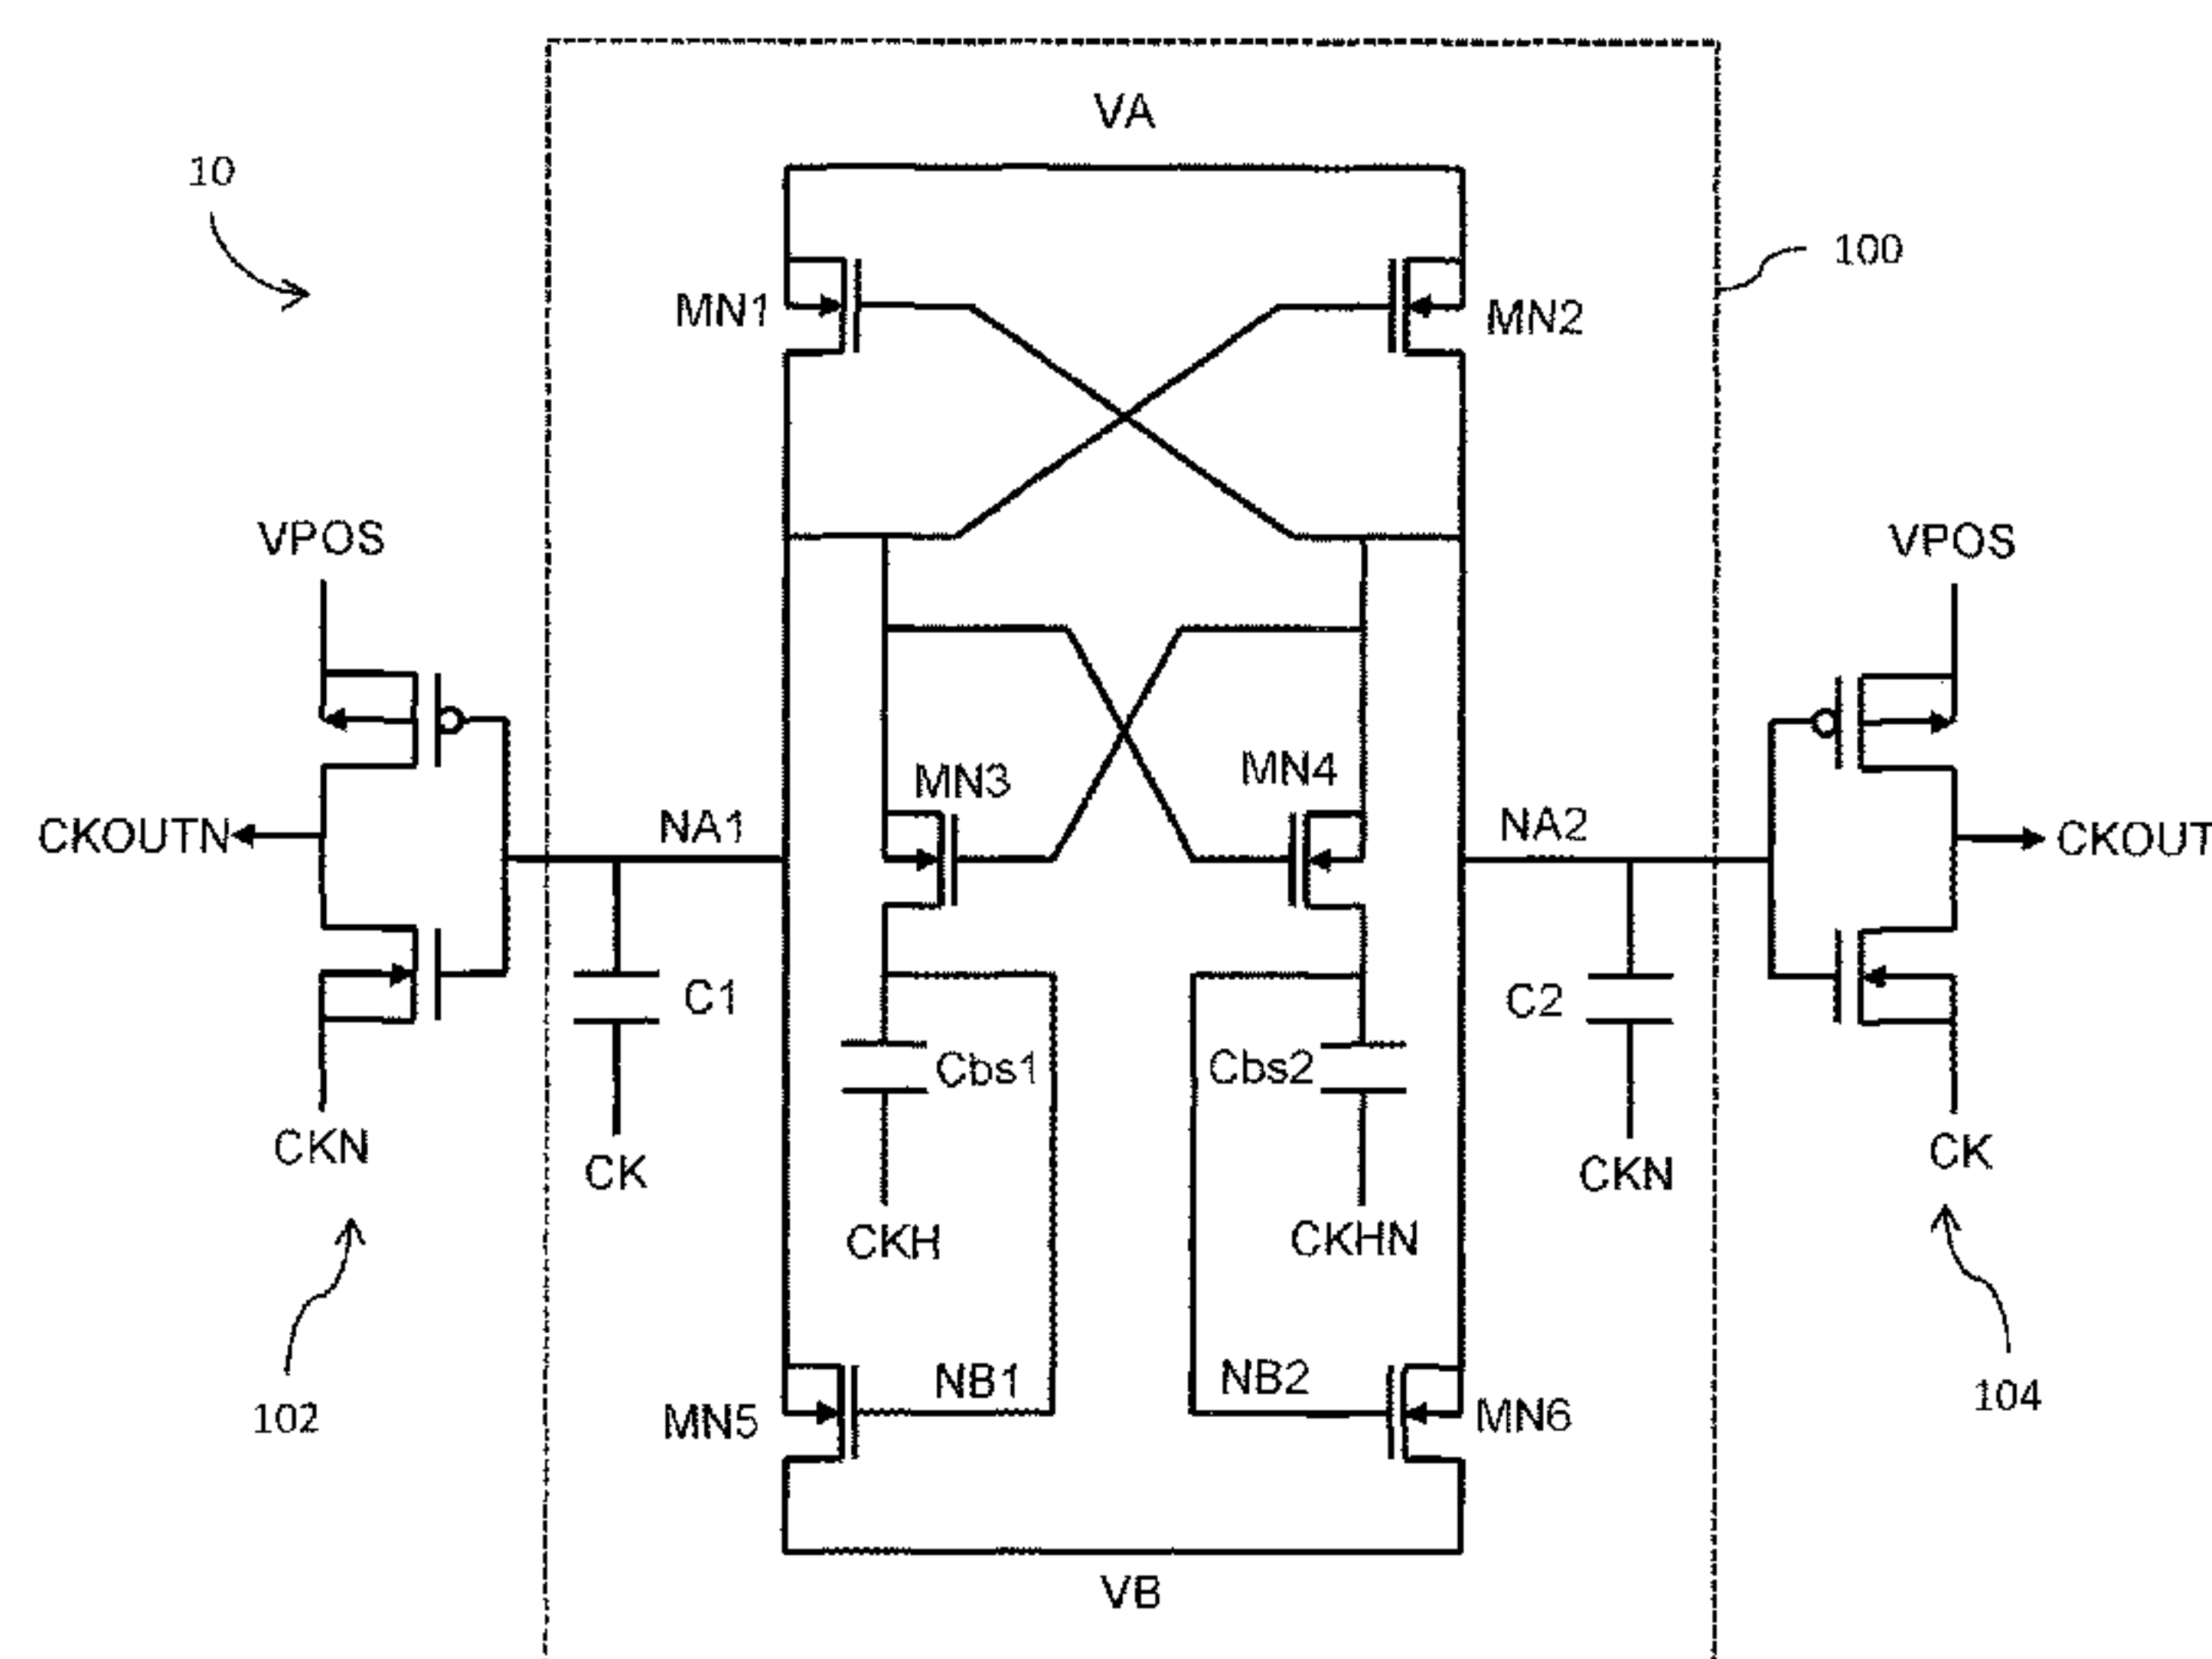 VA
10
100
MN1
MN2
VPOS
VPOS
MN3
MN4
CKOUTN
NA1
NA2
CKOUT
C1
C2
Cbs1
Cbs2
CKN
CK
CKN
CK
CKH
CKHN
NB1
NB2
102
MN5
MN6
104
VB